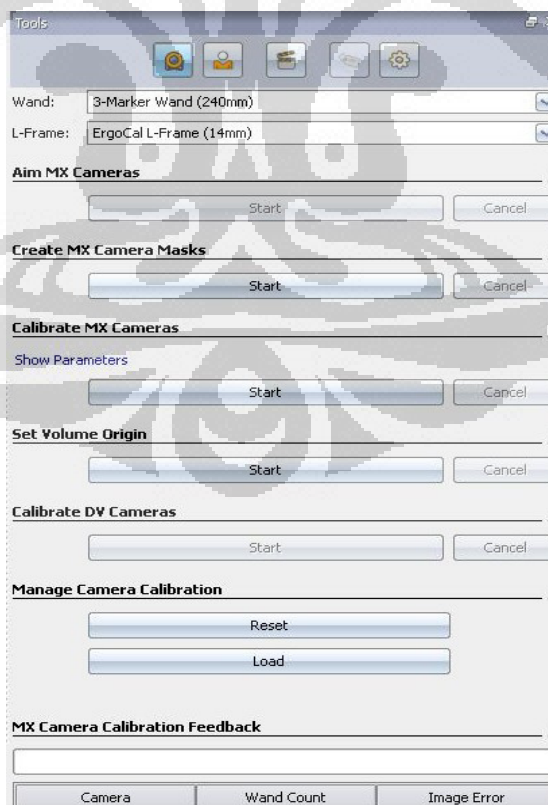 Tools
Wand: 3-Marker Wand (240mm)
L-Frame: ErgoCal L-Frame (14mm)
Aim MX Cameras
Start Cancel
Create MX Camera Masks
Start Cancel
Calibrate MX Cameras
Show Parameters
Start Cancel
Set Volume Origin
Start Cancel
Calibrate DV Cameras
Start Cancel
Manage Camera Calibration
Reset
Load
MX Camera Calibration Feedback
Camera Wand Count Image Error